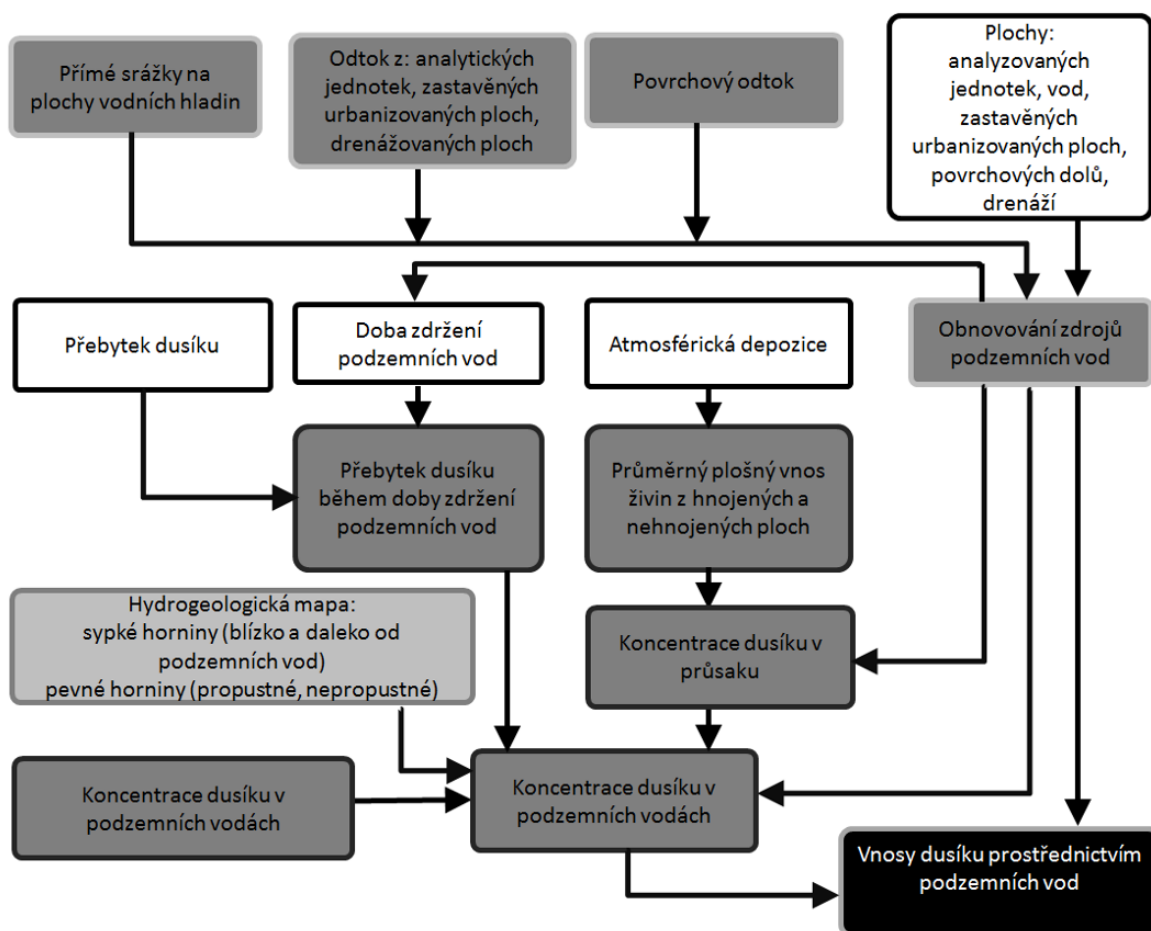 Přímé srážky na
plochy vodních hladin
Odtok z: analytických
jednotek, zastavěných
urbanizovaných ploch,
drenážovaných ploch
Povrchový odtok
Plochy:
analyzovaných
jednotek, vod,
zastavěných
urbanizovaných ploch,
povrchových dolů,
drenáží
Přebytek dusíku
Doba zdržení
podzemních vod
Atmosférická depozice
Obnovování zdrojů
podzemních vod
Přebytek dusíku
během doby zdržení
podzemních vod
Průměrný plošný vnos
živin z hnojených a
nehnojených ploch
Hydrogeologická mapa:
sypké horniny (blízko a daleko od
podzemních vod)
pevné horniny (propustné, nepropustné)
Koncentrace dusíku v
průsaku
Koncentrace dusíku v
podzemních vodách
Koncentrace dusíku v
podzemních vodách
Vnosy dusíku prostřednictvím
podzemních vod